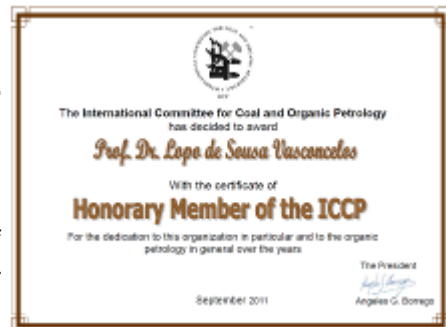 The International Committee for Coal and Organic Petrology
has decided to award
Prof. Dr. Lopo de Sousa Vasconcelos
With the certificate of
Honorary Member of the ICCP
For the dedication to this organization in particular and to the organic
petrology in general over the years
The President
September 2011
Angeles G. Borrego